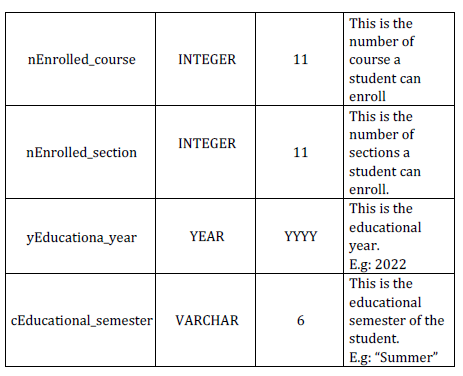 nEnrolled_course INTEGER 11 This is the
number of
course a
student can
enroll
nEnrolled_section INTEGER 11 This is the
number of
sections a
student can
enroll.
yEducationa_year YEAR YYYY This is the
educational
year.
E.g: 2022
cEducational_semester VARCHAR 6 This is the
educational
semester of the
student.
E.g: “Summer”